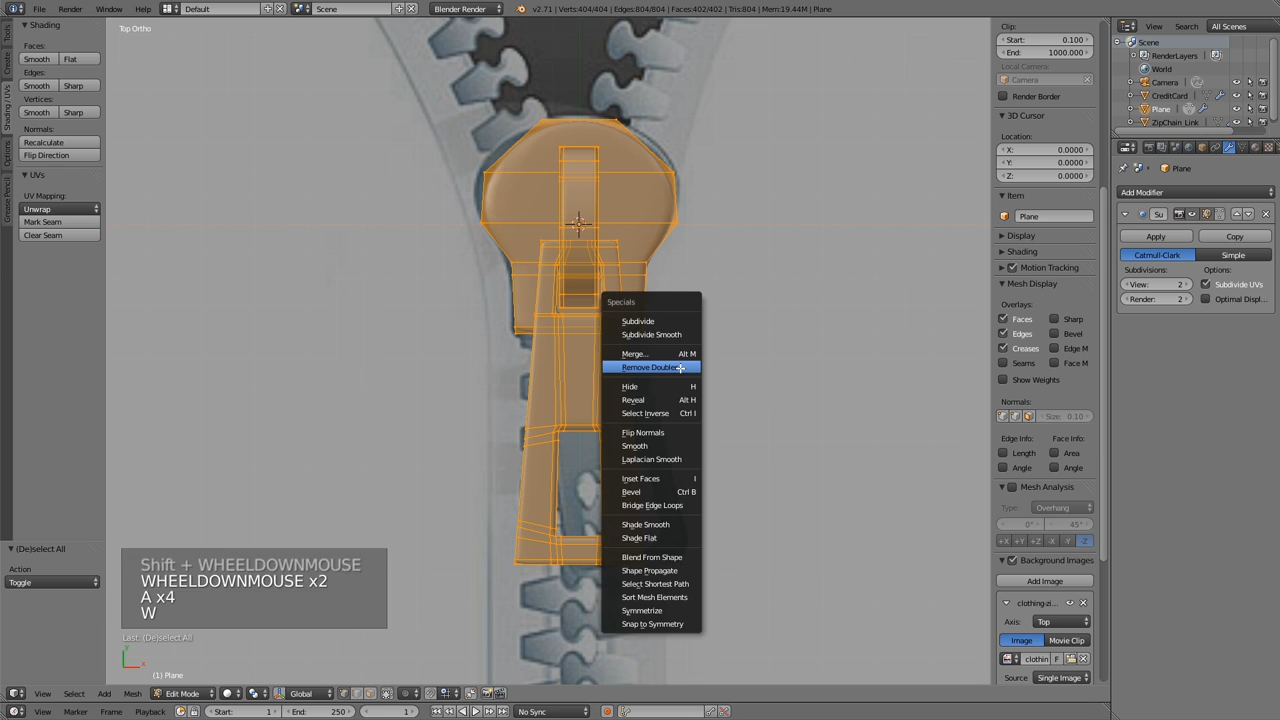 File Render Window Help Default Scene Blender Render v2.71 | Verts:404/404 | Edges:804/804 | Faces:402/402 | Tris:804 | Mem:19.44M | Plane
View Search All Scenes
Scene
RenderLayers
World
Camera
CreditCard
Plane
ZipChain Link
Tools
Create
Shading / UVs
Options
Grease Pencil
Shading
Faces:
Smooth Flat
Edges:
Smooth Sharp
Vertices:
Smooth Sharp
Normals:
Recalculate
Flip Direction
UVs
UV Mapping:
Unwrap
Mark Seam
Clear Seam
(De)select All
Action
Toggle
Top Ortho
Specials
Subdivide
Subdivide Smooth
Merge... Alt M
Remove Doubles
Hide H
Reveal Alt H
Select Inverse Ctrl I
Flip Normals
Smooth
Laplacian Smooth
Inset Faces I
Bevel Ctrl B
Bridge Edge Loops
Shade Smooth
Shade Flat
Blend From Shape
Shape Propagate
Select Shortest Path
Sort Mesh Elements
Symmetrize
Snap to Symmetry
Shift + WHEELDOWNMOUSE
WHEELDOWNMOUSE x2
A x4
W
Last: (De)select All
y
x
(1) Plane
Clip:
Start: 0.100
End: 1000.000
Local Camera:
Camera
Render Border
3D Cursor
Location:
X: 0.0000
Y: 0.0000
Z: 0.0000
Item
Plane
Display
Shading
Motion Tracking
Mesh Display
Overlays:
Faces Sharp
Edges Bevel
Creases Edge M
Seams Face M
Show Weights
Normals:
Size: 0.10
Edge Info: Face Info:
Length Area
Angle Angle
Mesh Analysis
Type: Overhang
0° 45°
+X +Y +Z -X -Y -Z
Background Images
Add Image
clothing-zi...
Axis: Top
Image Movie Clip
clothin F
Source Single Image
Plane
Add Modifier
Su
Apply Copy
Catmull-Clark Simple
Subdivisions: Options:
View: 2 Subdivide UVs
Render: 2 Optimal Displ...
View Select Add Mesh Edit Mode Global
View Marker Frame Playback Start: 1 End: 250 1 No Sync